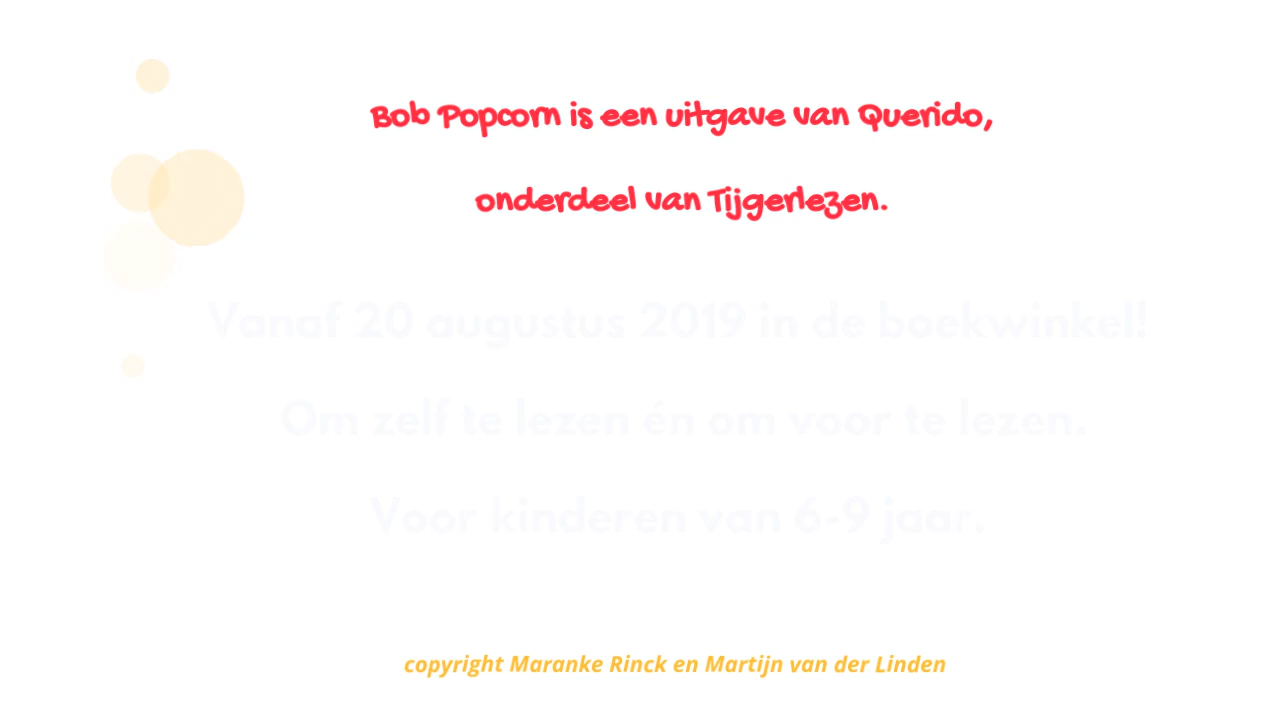 Bob Popcorn is een uitgave van Querido,
onderdeel van Tijgerlezen.
Vanaf 20 augustus 2019 in de boekwinkel!
Om zelf te lezen én om voor te lezen.
Voor kinderen van 6-9 jaar.
copyright Maranke Rinck en Martijn van der Linden